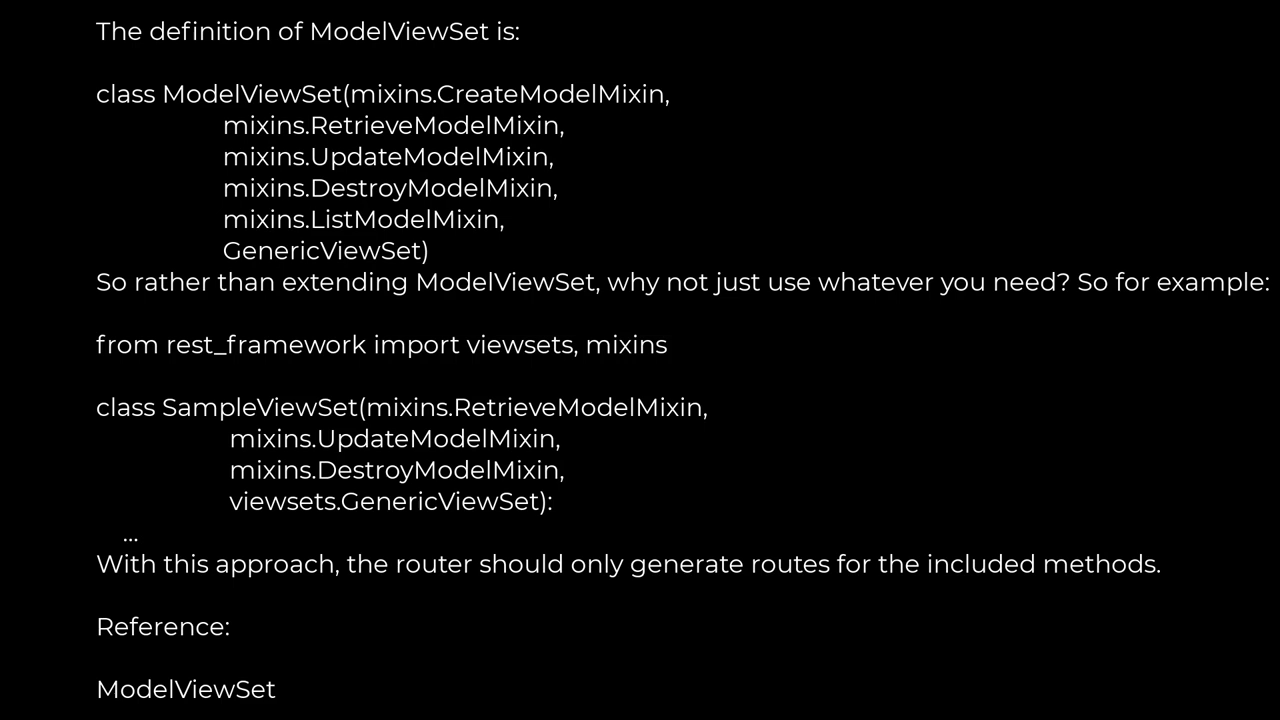 The definition of ModelViewSet is:
class ModelViewSet(mixins.CreateModelMixin,
mixins.RetrieveModelMixin,
mixins.UpdateModelMixin,
mixins.DestroyModelMixin,
mixins.ListModelMixin,
GenericViewSet)
So rather than extending ModelViewSet, why not just use whatever you need? So for example:
from rest_framework import viewsets, mixins
class SampleViewSet(mixins.RetrieveModelMixin,
mixins.UpdateModelMixin,
mixins.DestroyModelMixin,
viewsets.GenericViewSet):
...
With this approach, the router should only generate routes for the included methods.
Reference:
ModelViewSet